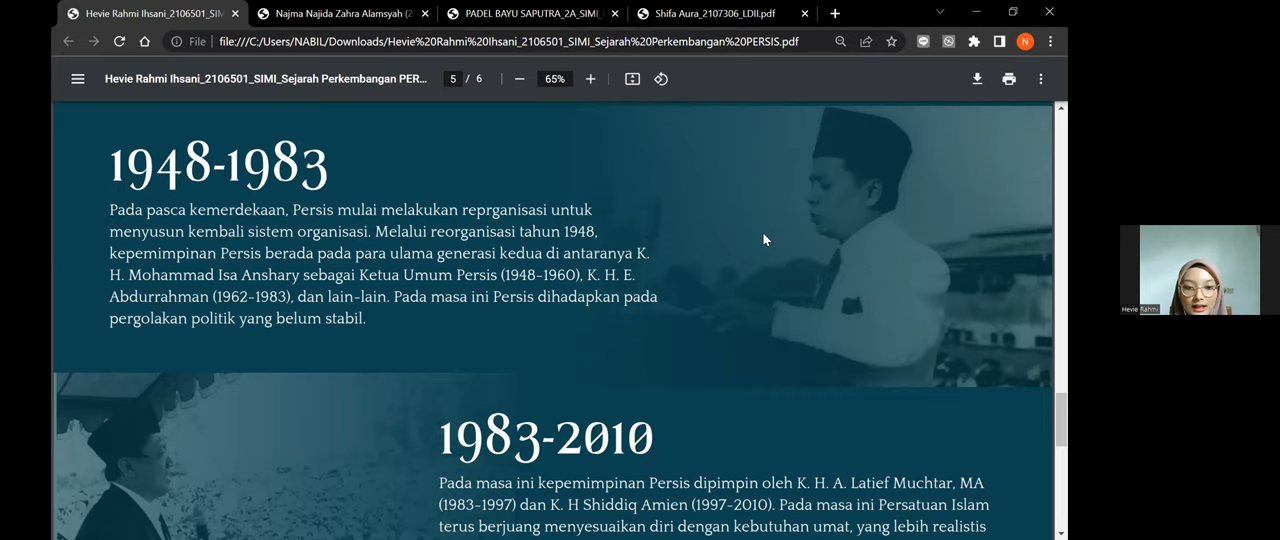 Hevie Rahmi Ihsani_2106501_SIM
Najma Najida Zahra Alamsyah (2
PADEL BAYU SAPUTRA_2A_SIMI_
Shifa Aura_2107306_LDII.pdf
File
file:///C:/Users/NABIL/Downloads/Hevie%20Rahmi%20Ihsani_2106501_SIMI_Sejarah%20Perkembangan%20PERSIS.pdf
N
Hevie Rahmi Ihsani_2106501_SIMI_Sejarah Perkembangan PER...
5 / 6
65%
1948-1983
Pada pasca kemerdekaan, Persis mulai melakukan reprganisasi untuk
menyusun kembali sistem organisasi. Melalui reorganisasi tahun 1948,
kepemimpinan Persis berada pada para ulama generasi kedua di antaranya K.
H. Mohammad Isa Anshary sebagai Ketua Umum Persis (1948-1960), K. H. E.
Abdurrahman (1962-1983), dan lain-lain. Pada masa ini Persis dihadapkan pada
pergolakan politik yang belum stabil.
1983-2010
Pada masa ini kepemimpinan Persis dipimpin oleh K. H. A. Latief Muchtar, MA
(1983-1997) dan K. H Shiddiq Amien (1997-2010). Pada masa ini Persatuan Islam
terus berjuang menyesuaikan diri dengan kebutuhan umat, yang lebih realistis
Hevie Rahmi